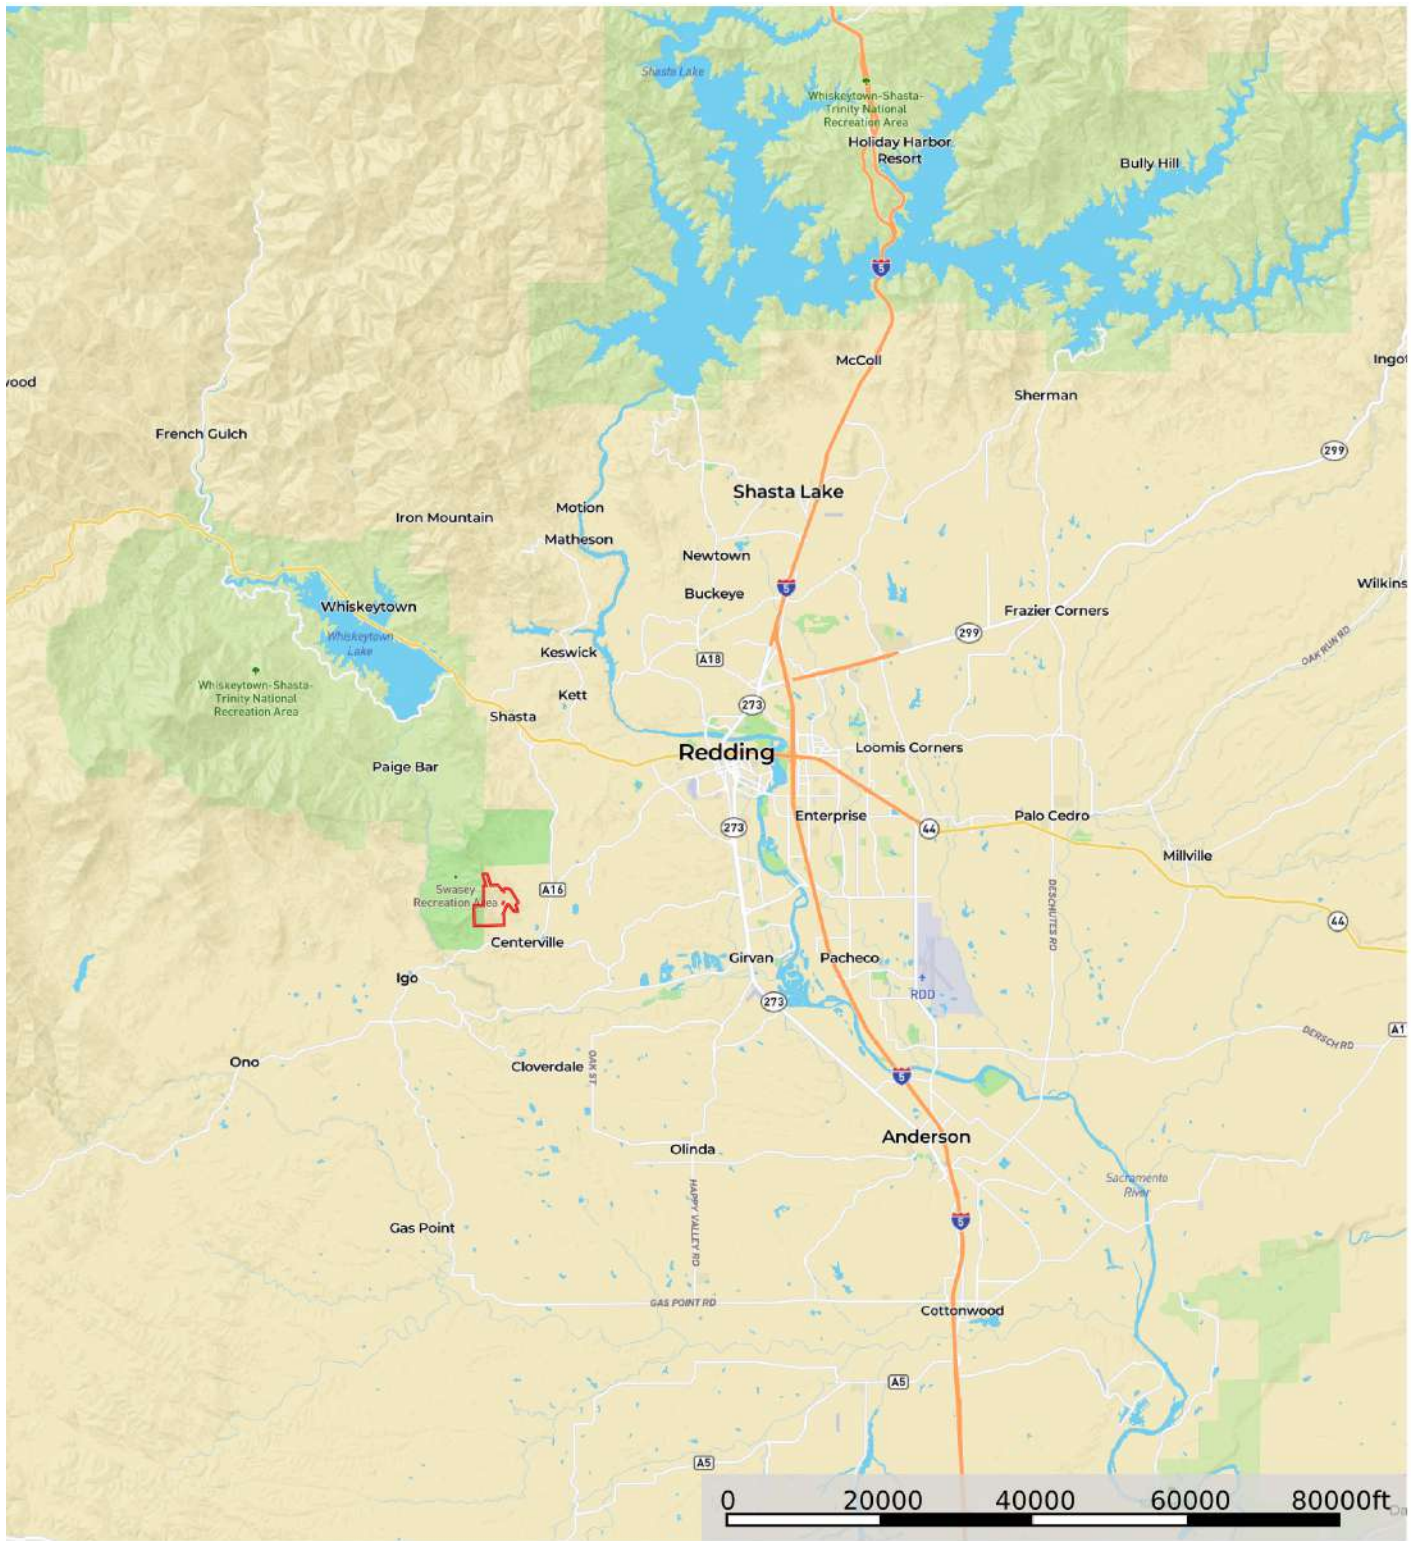 Shasta Lake
Whiskeytown-Shasta-
Trinity National
Recreation Area
Holiday Harbor
Resort
Bully Hill
5
McColl
Sherman
French Gulch
299
Shasta Lake
Iron Mountain
Motion
Matheson
Newtown
Buckeye
5
Whiskeytown
Whiskeytown
Lake
Frazier Corners
299
OAK RUN RD
Keswick
A18
Whiskeytown-Shasta-
Trinity National
Recreation Area
Kett
273
Shasta
Redding
Loomis Corners
Paige Bar
Enterprise
273
44
Palo Cedro
Millville
Swasey
Recreation Area
A16
DESCHUTES RD
44
Centerville
Igo
Girvan
Pacheco
RDD
273
DERSCH RD
Ono
Cloverdale
OAK ST
5
Anderson
Olinda
Sacramento
River
HAPPY VALLEY RD
5
Gas Point
GAS POINT RD
Cottonwood
A5
A5
0 20000 40000 60000 80000ft